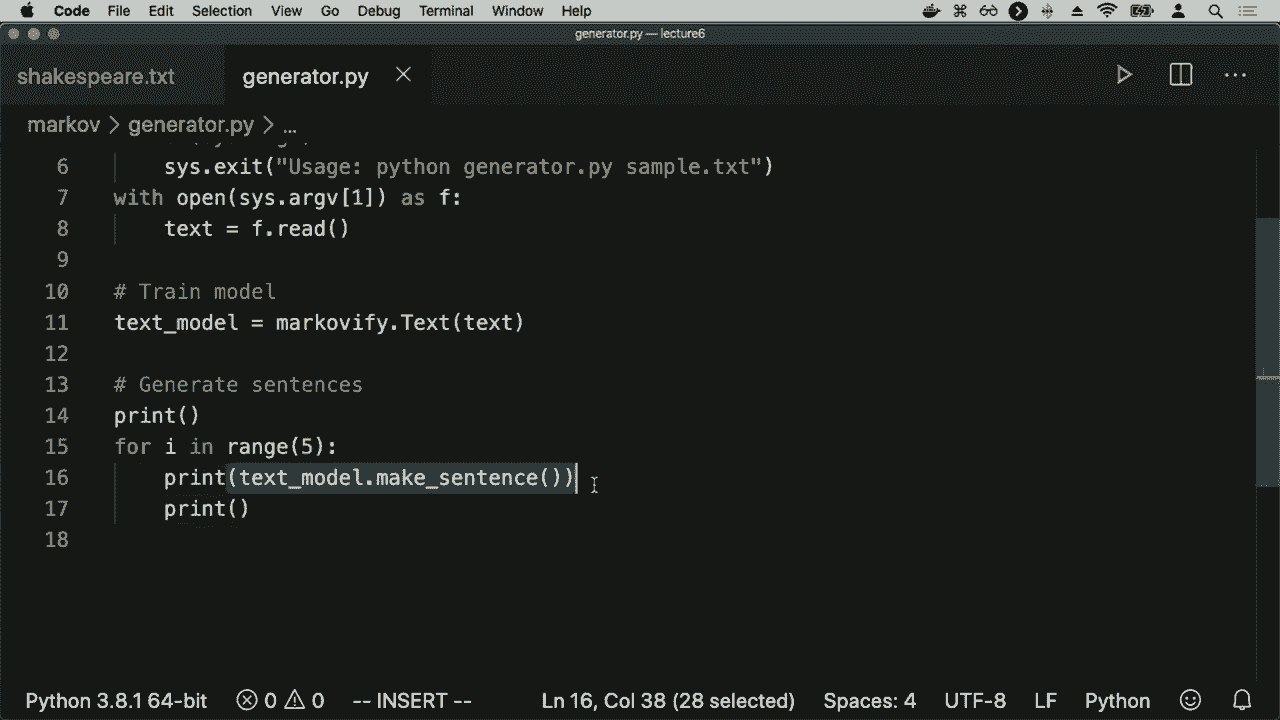 Code File Edit Selection View Go Debug Terminal Window Help
generator.py — lecture6
shakespeare.txt generator.py
markov > generator.py > ...
6 sys.exit("Usage: python generator.py sample.txt")
7 with open(sys.argv[1]) as f:
8 text = f.read()
9
10 # Train model
11 text_model = markovify.Text(text)
12
13 # Generate sentences
14 print()
15 for i in range(5):
16 print(text_model.make_sentence())
17 print()
18
Python 3.8.1 64-bit 0 0 -- INSERT -- Ln 16, Col 38 (28 selected) Spaces: 4 UTF-8 LF Python